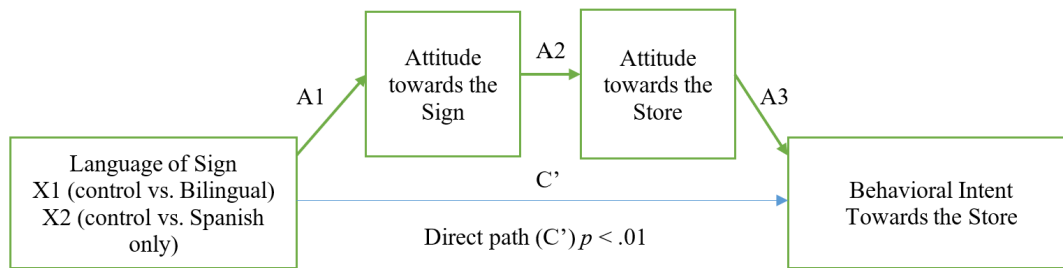 Attitude
towards the
Sign
A2
Attitude
towards the
Store
A1
A3
Language of Sign
X1 (control vs. Bilingual)
X2 (control vs. Spanish
only)
C’
Direct path (C’) p < .01
Behavioral Intent
Towards the Store